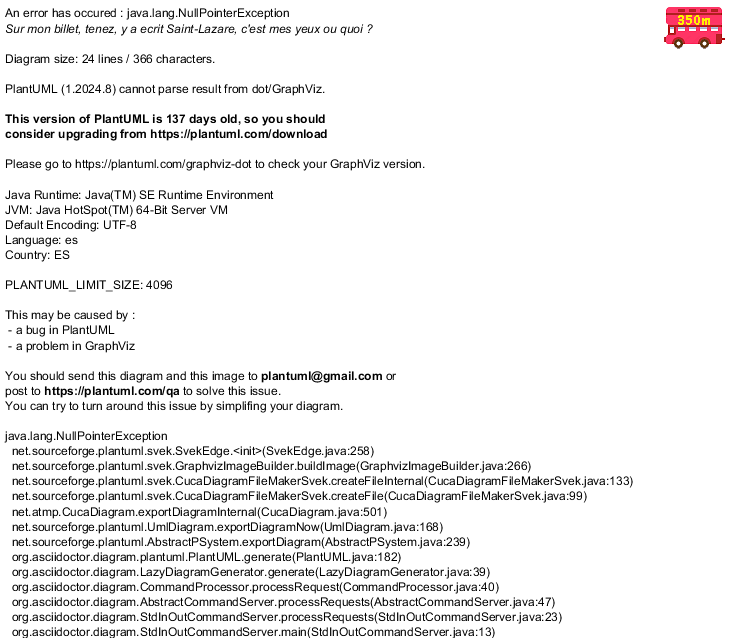 An error has occured : java.lang.NullPointerException
Sur mon billet, tenez, y a ecrit Saint-Lazare, c'est mes yeux ou quoi ?
350m
Diagram size: 24 lines / 366 characters.
PlantUML (1.2024.8) cannot parse result from dot/GraphViz.
This version of PlantUML is 137 days old, so you should
consider upgrading from https://plantuml.com/download
Please go to https://plantuml.com/graphviz-dot to check your GraphViz version.
Java Runtime: Java(TM) SE Runtime Environment
JVM: Java HotSpot(TM) 64-Bit Server VM
Default Encoding: UTF-8
Language: es
Country: ES
PLANTUML_LIMIT_SIZE: 4096
This may be caused by :
- a bug in PlantUML
- a problem in GraphViz
You should send this diagram and this image to plantuml@gmail.com or
post to https://plantuml.com/qa to solve this issue.
You can try to turn around this issue by simplifing your diagram.
java.lang.NullPointerException
net.sourceforge.plantuml.svek.SvekEdge.<init>(SvekEdge.java:258)
net.sourceforge.plantuml.svek.GraphvizImageBuilder.buildImage(GraphvizImageBuilder.java:266)
net.sourceforge.plantuml.svek.CucaDiagramFileMakerSvek.createFileInternal(CucaDiagramFileMakerSvek.java:133)
net.sourceforge.plantuml.svek.CucaDiagramFileMakerSvek.createFile(CucaDiagramFileMakerSvek.java:99)
net.atmp.CucaDiagram.exportDiagramInternal(CucaDiagram.java:501)
net.sourceforge.plantuml.UmlDiagram.exportDiagramNow(UmlDiagram.java:168)
net.sourceforge.plantuml.AbstractPSystem.exportDiagram(AbstractPSystem.java:239)
org.asciidoctor.diagram.plantuml.PlantUML.generate(PlantUML.java:182)
org.asciidoctor.diagram.LazyDiagramGenerator.generate(LazyDiagramGenerator.java:39)
org.asciidoctor.diagram.CommandProcessor.processRequest(CommandProcessor.java:40)
org.asciidoctor.diagram.AbstractCommandServer.processRequests(AbstractCommandServer.java:47)
org.asciidoctor.diagram.StdInOutCommandServer.processRequests(StdInOutCommandServer.java:23)
org.asciidoctor.diagram.StdInOutCommandServer.main(StdInOutCommandServer.java:13)